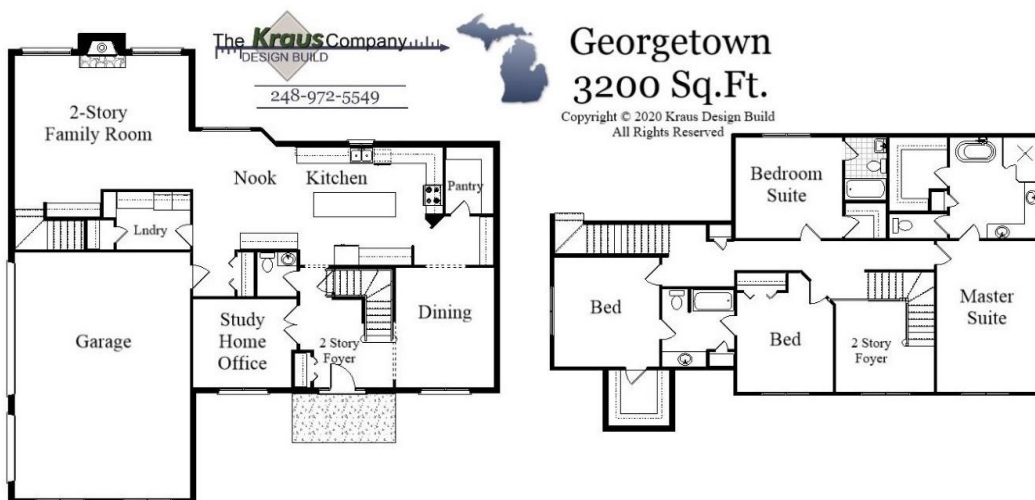 The Kraus Company
DESIGN BUILD
248-972-5549
Georgetown
3200 Sq.Ft.
Copyright © 2020 Kraus Design Build
All Rights Reserved
2-Story
Family Room
Nook
Kitchen
Pantry
Lndry
Garage
Study
Home
Office
2 Story
Foyer
Dining
Bedroom
Suite
Bed
Bed
2 Story
Foyer
Master
Suite